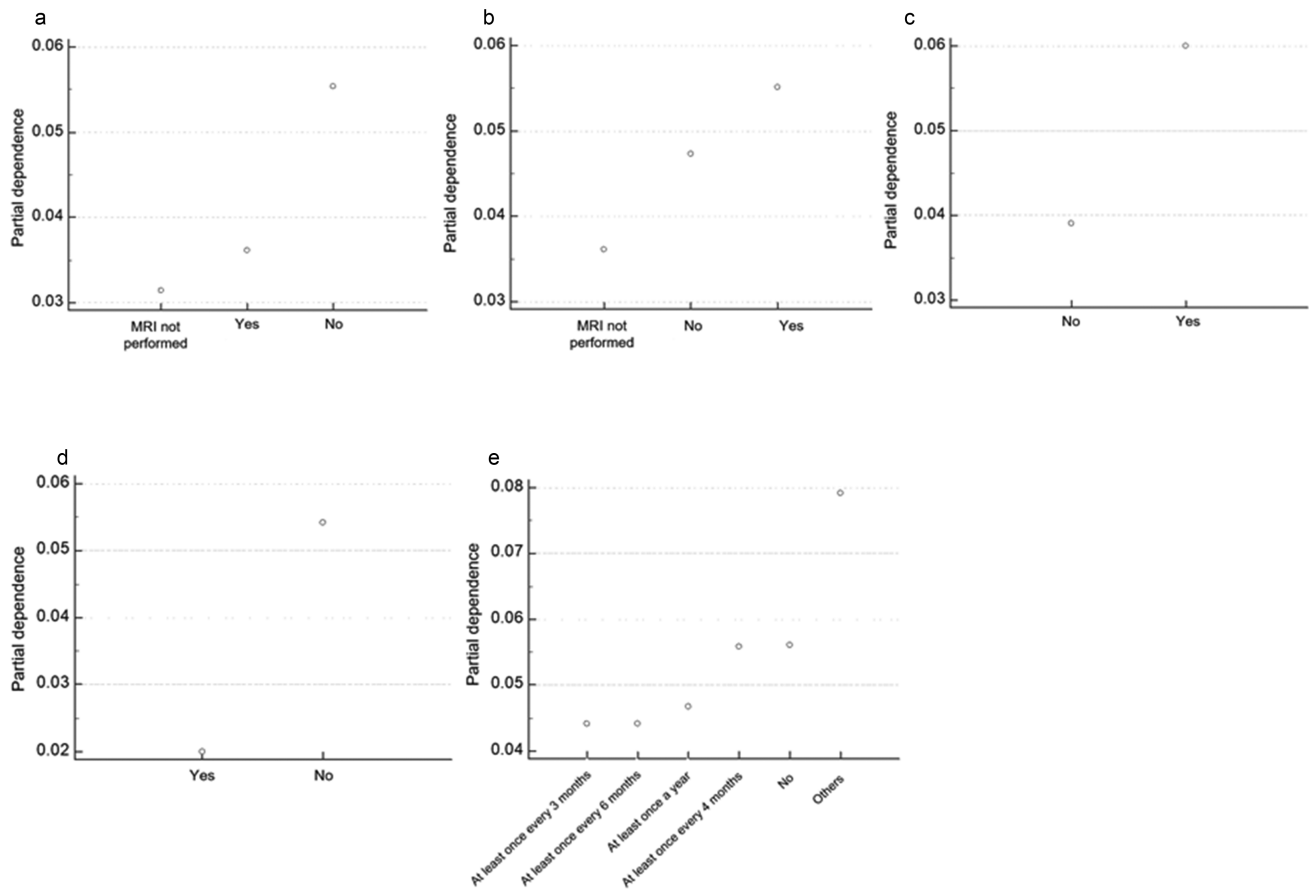 a
0.06
0.05
0.04
0.03
Partial dependence
MRI not
performed
Yes
No
b
0.06
0.05
0.04
0.03
Partial dependence
MRI not
performed
No
Yes
c
0.06
0.05
0.04
0.03
Partial dependence
No
Yes
d
0.06
0.05
0.04
0.03
0.02
Partial dependence
Yes
No
e
0.08
0.07
0.06
0.05
0.04
Partial dependence
At least once every 3 months
At least once every 6 months
At least once a year
At least once every 4 months
No
Others